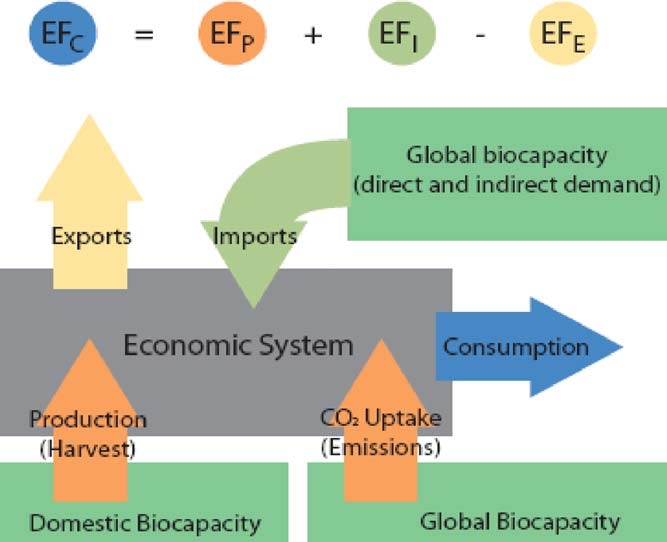 EFC = EFP + EFI - EFE
Global biocapacity
(direct and indirect demand)
Exports
Imports
Economic System
Consumption
Production
(Harvest)
CO₂ Uptake
(Emissions)
Domestic Biocapacity
Global Biocapacity